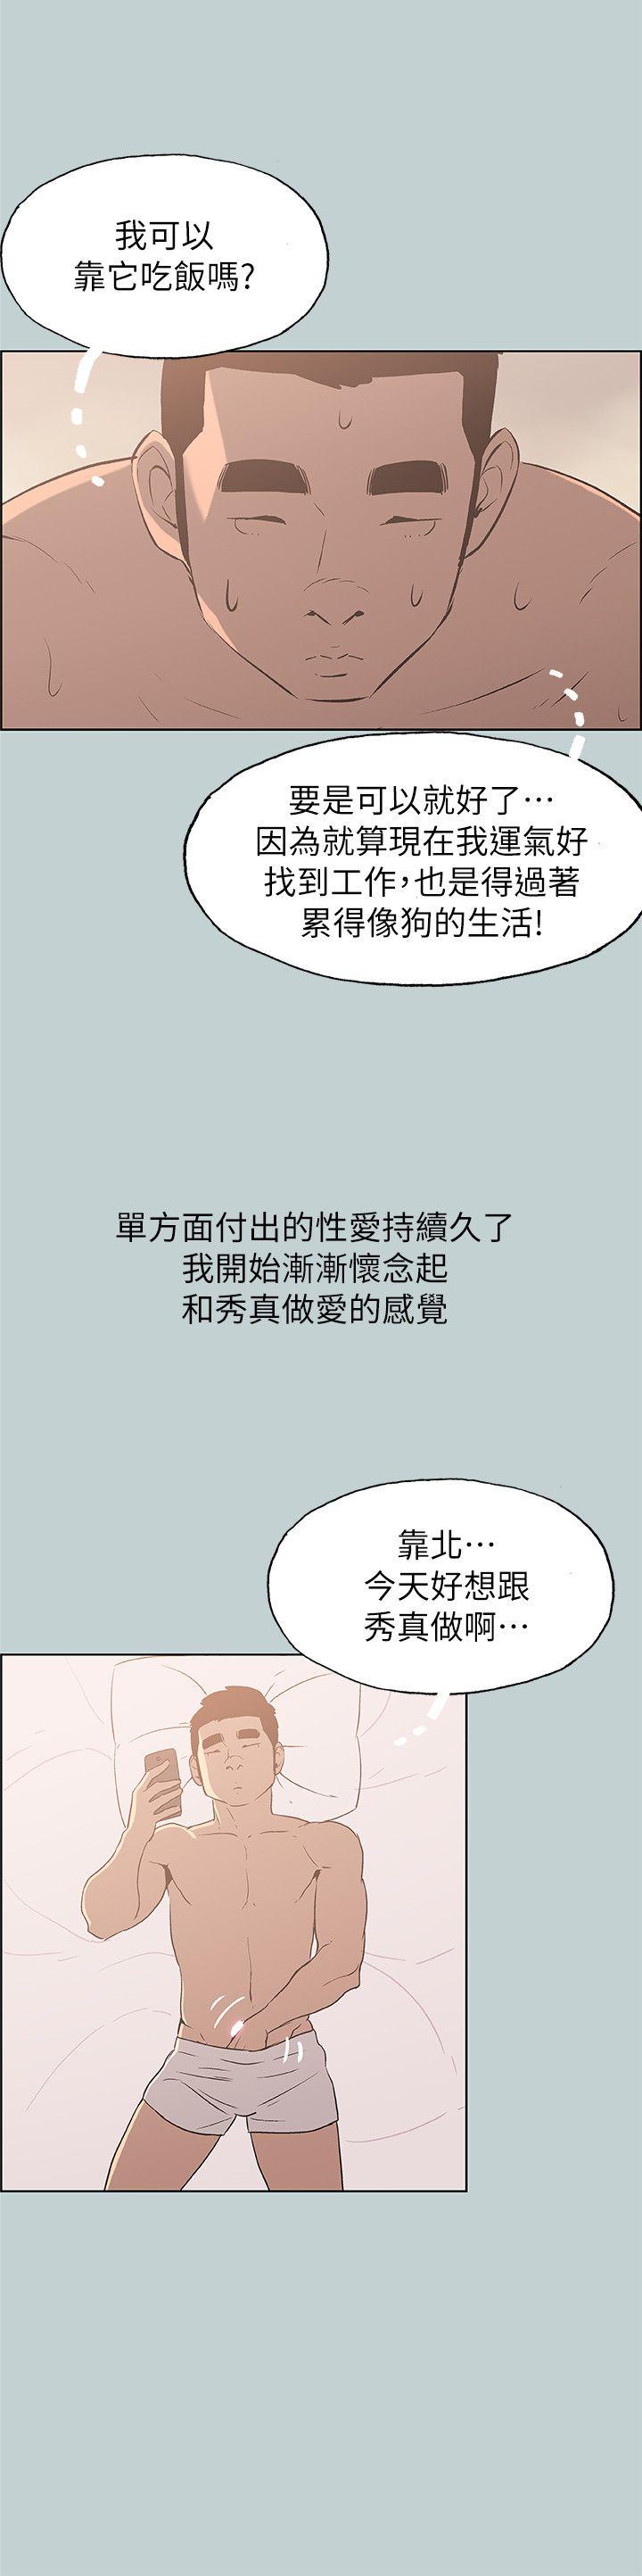 我可以
靠它吃飯嗎?
要是可以就好了…
因為就算現在我運氣好
找到工作,也是得過著
累得像狗的生活!
單方面付出的性愛持續久了
我開始漸漸懷念起
和秀真做愛的感覺
靠北…
今天好想跟
秀真做啊…